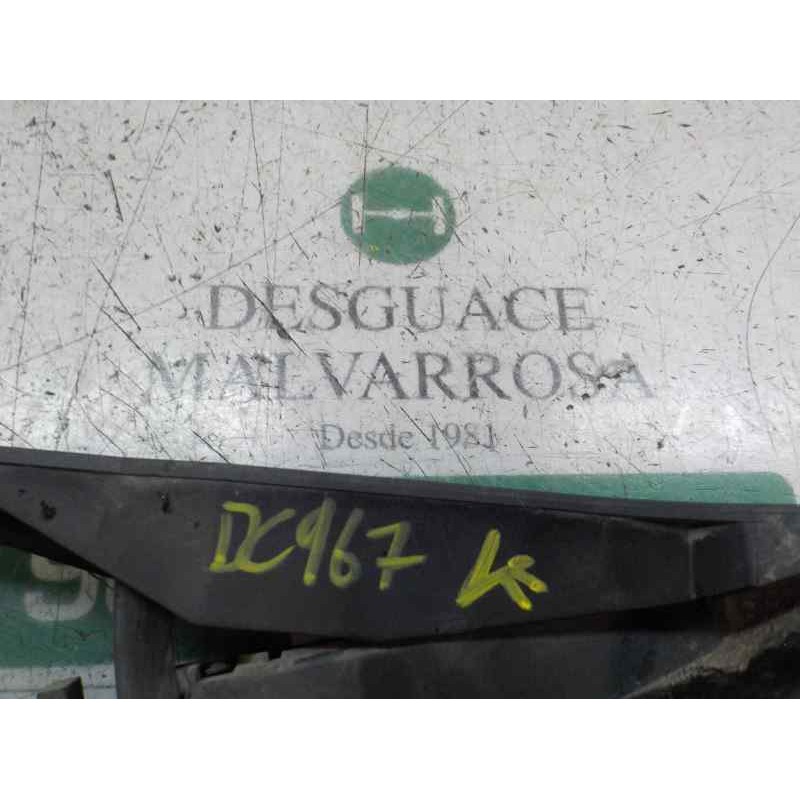 DESGUACE
MALVARROSA
Desde 1981
DC967 K